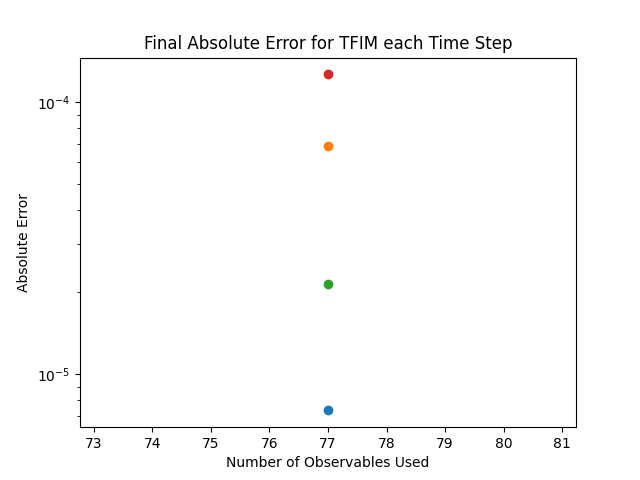 Final Absolute Error for TFIM each Time Step
10⁻⁴
10⁻⁵
Absolute Error
73 74 75 76 77 78 79 80 81
Number of Observables Used